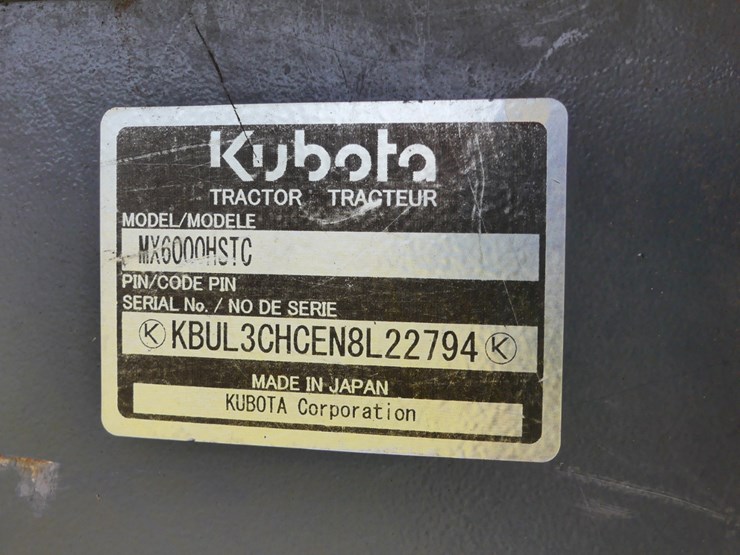 Kubota
TRACTOR TRACTEUR
MODEL/MODELE
MX6000HSTC
PIN/CODE PIN
SERIAL No. / NO DE SERIE
K KBUL3CHCEN8L22794 K
MADE IN JAPAN
KUBOTA Corporation